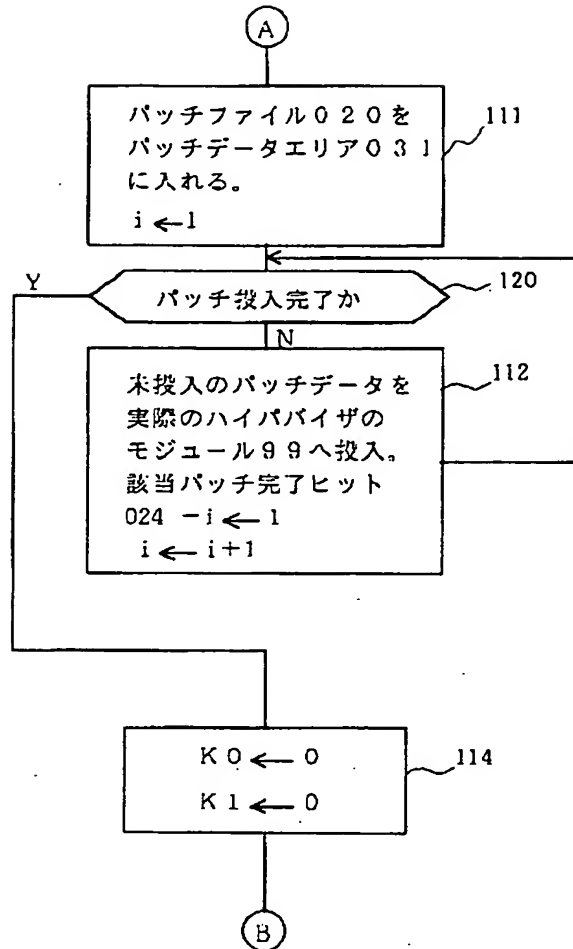 A
パッチファイル020を
パッチデータエリア031
に入れる。
i ← 1
111
Y
パッチ投入完了か
120
N
未投入のパッチデータを
実際のハイパバイザの
モジュール99へ投入。
該当パッチ完了ビット
024 -i ← 1
i ← i+1
112
K0 ← 0
K1 ← 0
114
B